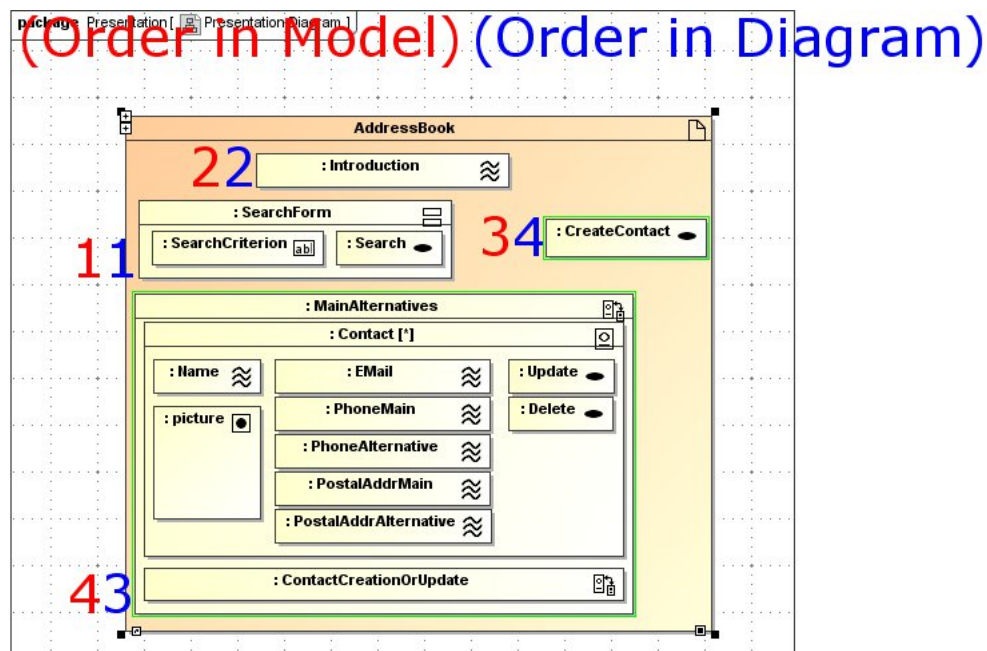 package Presentation [ Presentation Diagram ]
(Order in Model) (Order in Diagram)
AddressBook
22 : Introduction
: SearchForm
: SearchCriterion ab| : Search
11
34 : CreateContact
: MainAlternatives
: Contact [*]
: Name : EMail : Update
: picture : PhoneMain : Delete
: PhoneAlternative
: PostalAddrMain
: PostalAddrAlternative
: ContactCreationOrUpdate
43